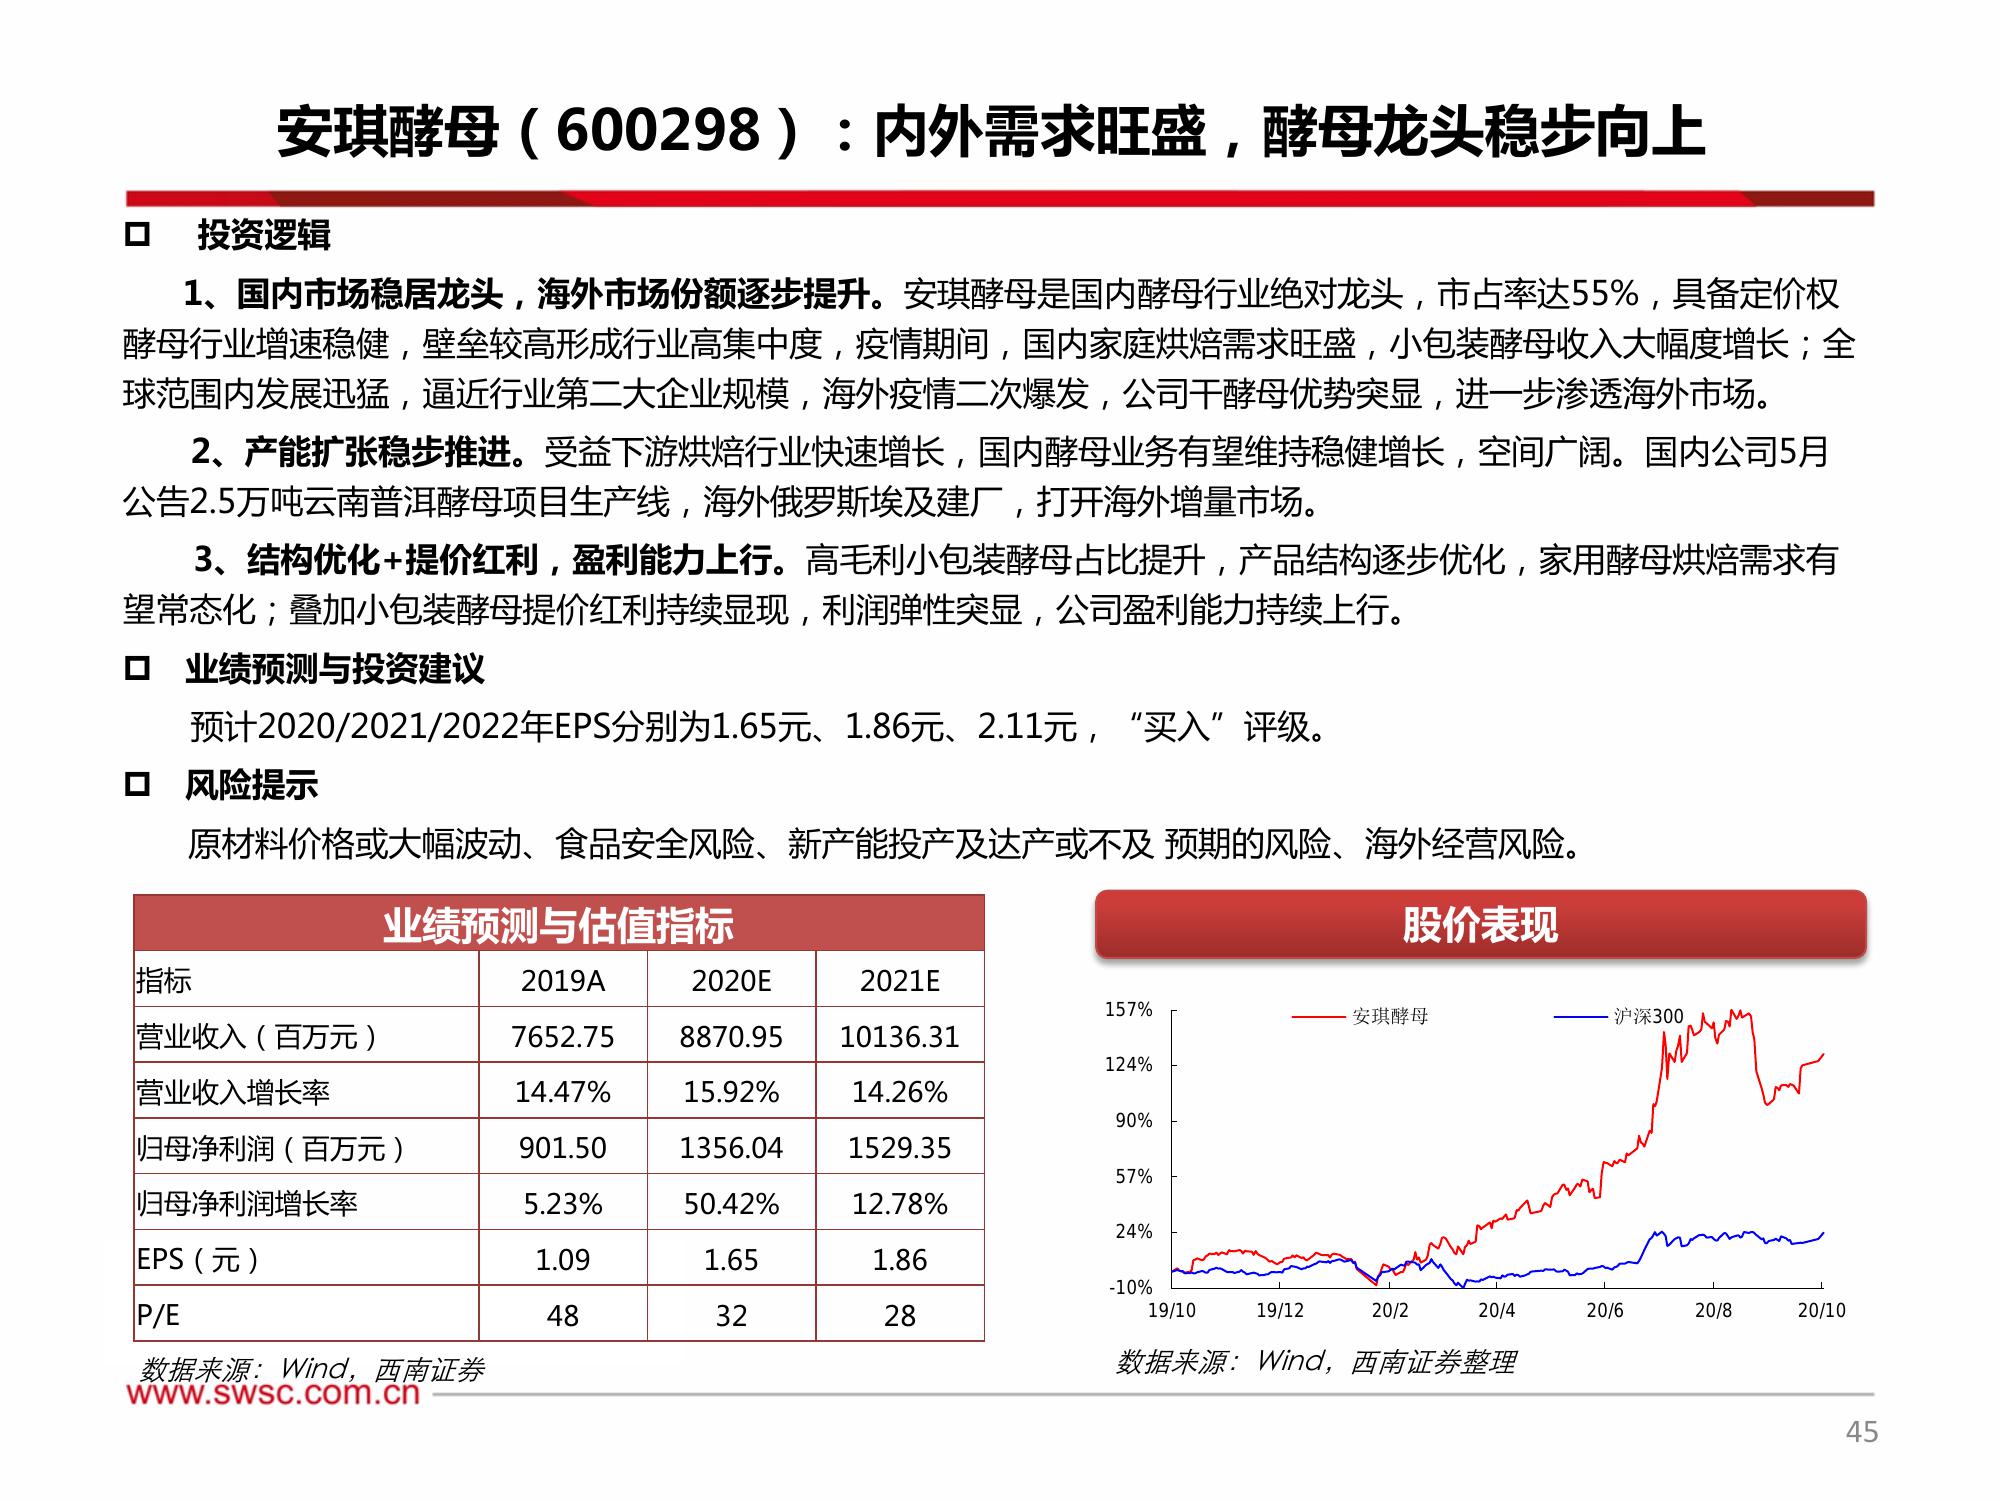 安琪酵母（600298）：内外需求旺盛，酵母龙头稳步向上
投资逻辑
1、国内市场稳居龙头，海外市场份额逐步提升。安琪酵母是国内酵母行业绝对龙头，市占率达55%，具备定价权
酵母行业增速稳健，壁垒较高形成行业高集中度，疫情期间，国内家庭烘焙需求旺盛，小包装酵母收入大幅度增长；全
球范围内发展迅猛，逼近行业第二大企业规模，海外疫情二次爆发，公司干酵母优势突显，进一步渗透海外市场。
2、产能扩张稳步推进。受益下游烘焙行业快速增长，国内酵母业务有望维持稳健增长，空间广阔。国内公司5月
公告2.5万吨云南普洱酵母项目生产线，海外俄罗斯埃及建厂，打开海外增量市场。
3、结构优化+提价红利，盈利能力上行。高毛利小包装酵母占比提升，产品结构逐步优化，家用酵母烘焙需求有
望常态化；叠加小包装酵母提价红利持续显现，利润弹性突显，公司盈利能力持续上行。
业绩预测与投资建议
预计2020/2021/2022年EPS分别为1.65元、1.86元、2.11元，“买入”评级。
风险提示
原材料价格或大幅波动、食品安全风险、新产能投产及达产或不及 预期的风险、海外经营风险。
业绩预测与估值指标
指标 2019A 2020E 2021E
营业收入（百万元） 7652.75 8870.95 10136.31
营业收入增长率 14.47% 15.92% 14.26%
归母净利润（百万元） 901.50 1356.04 1529.35
归母净利润增长率 5.23% 50.42% 12.78%
EPS（元） 1.09 1.65 1.86
P/E 48 32 28
数据来源：Wind，西南证券
股价表现
安琪酵母 沪深300
157%
124%
90%
57%
24%
-10%
19/10 19/12 20/2 20/4 20/6 20/8 20/10
数据来源：Wind，西南证券整理
www.swsc.com.cn
45